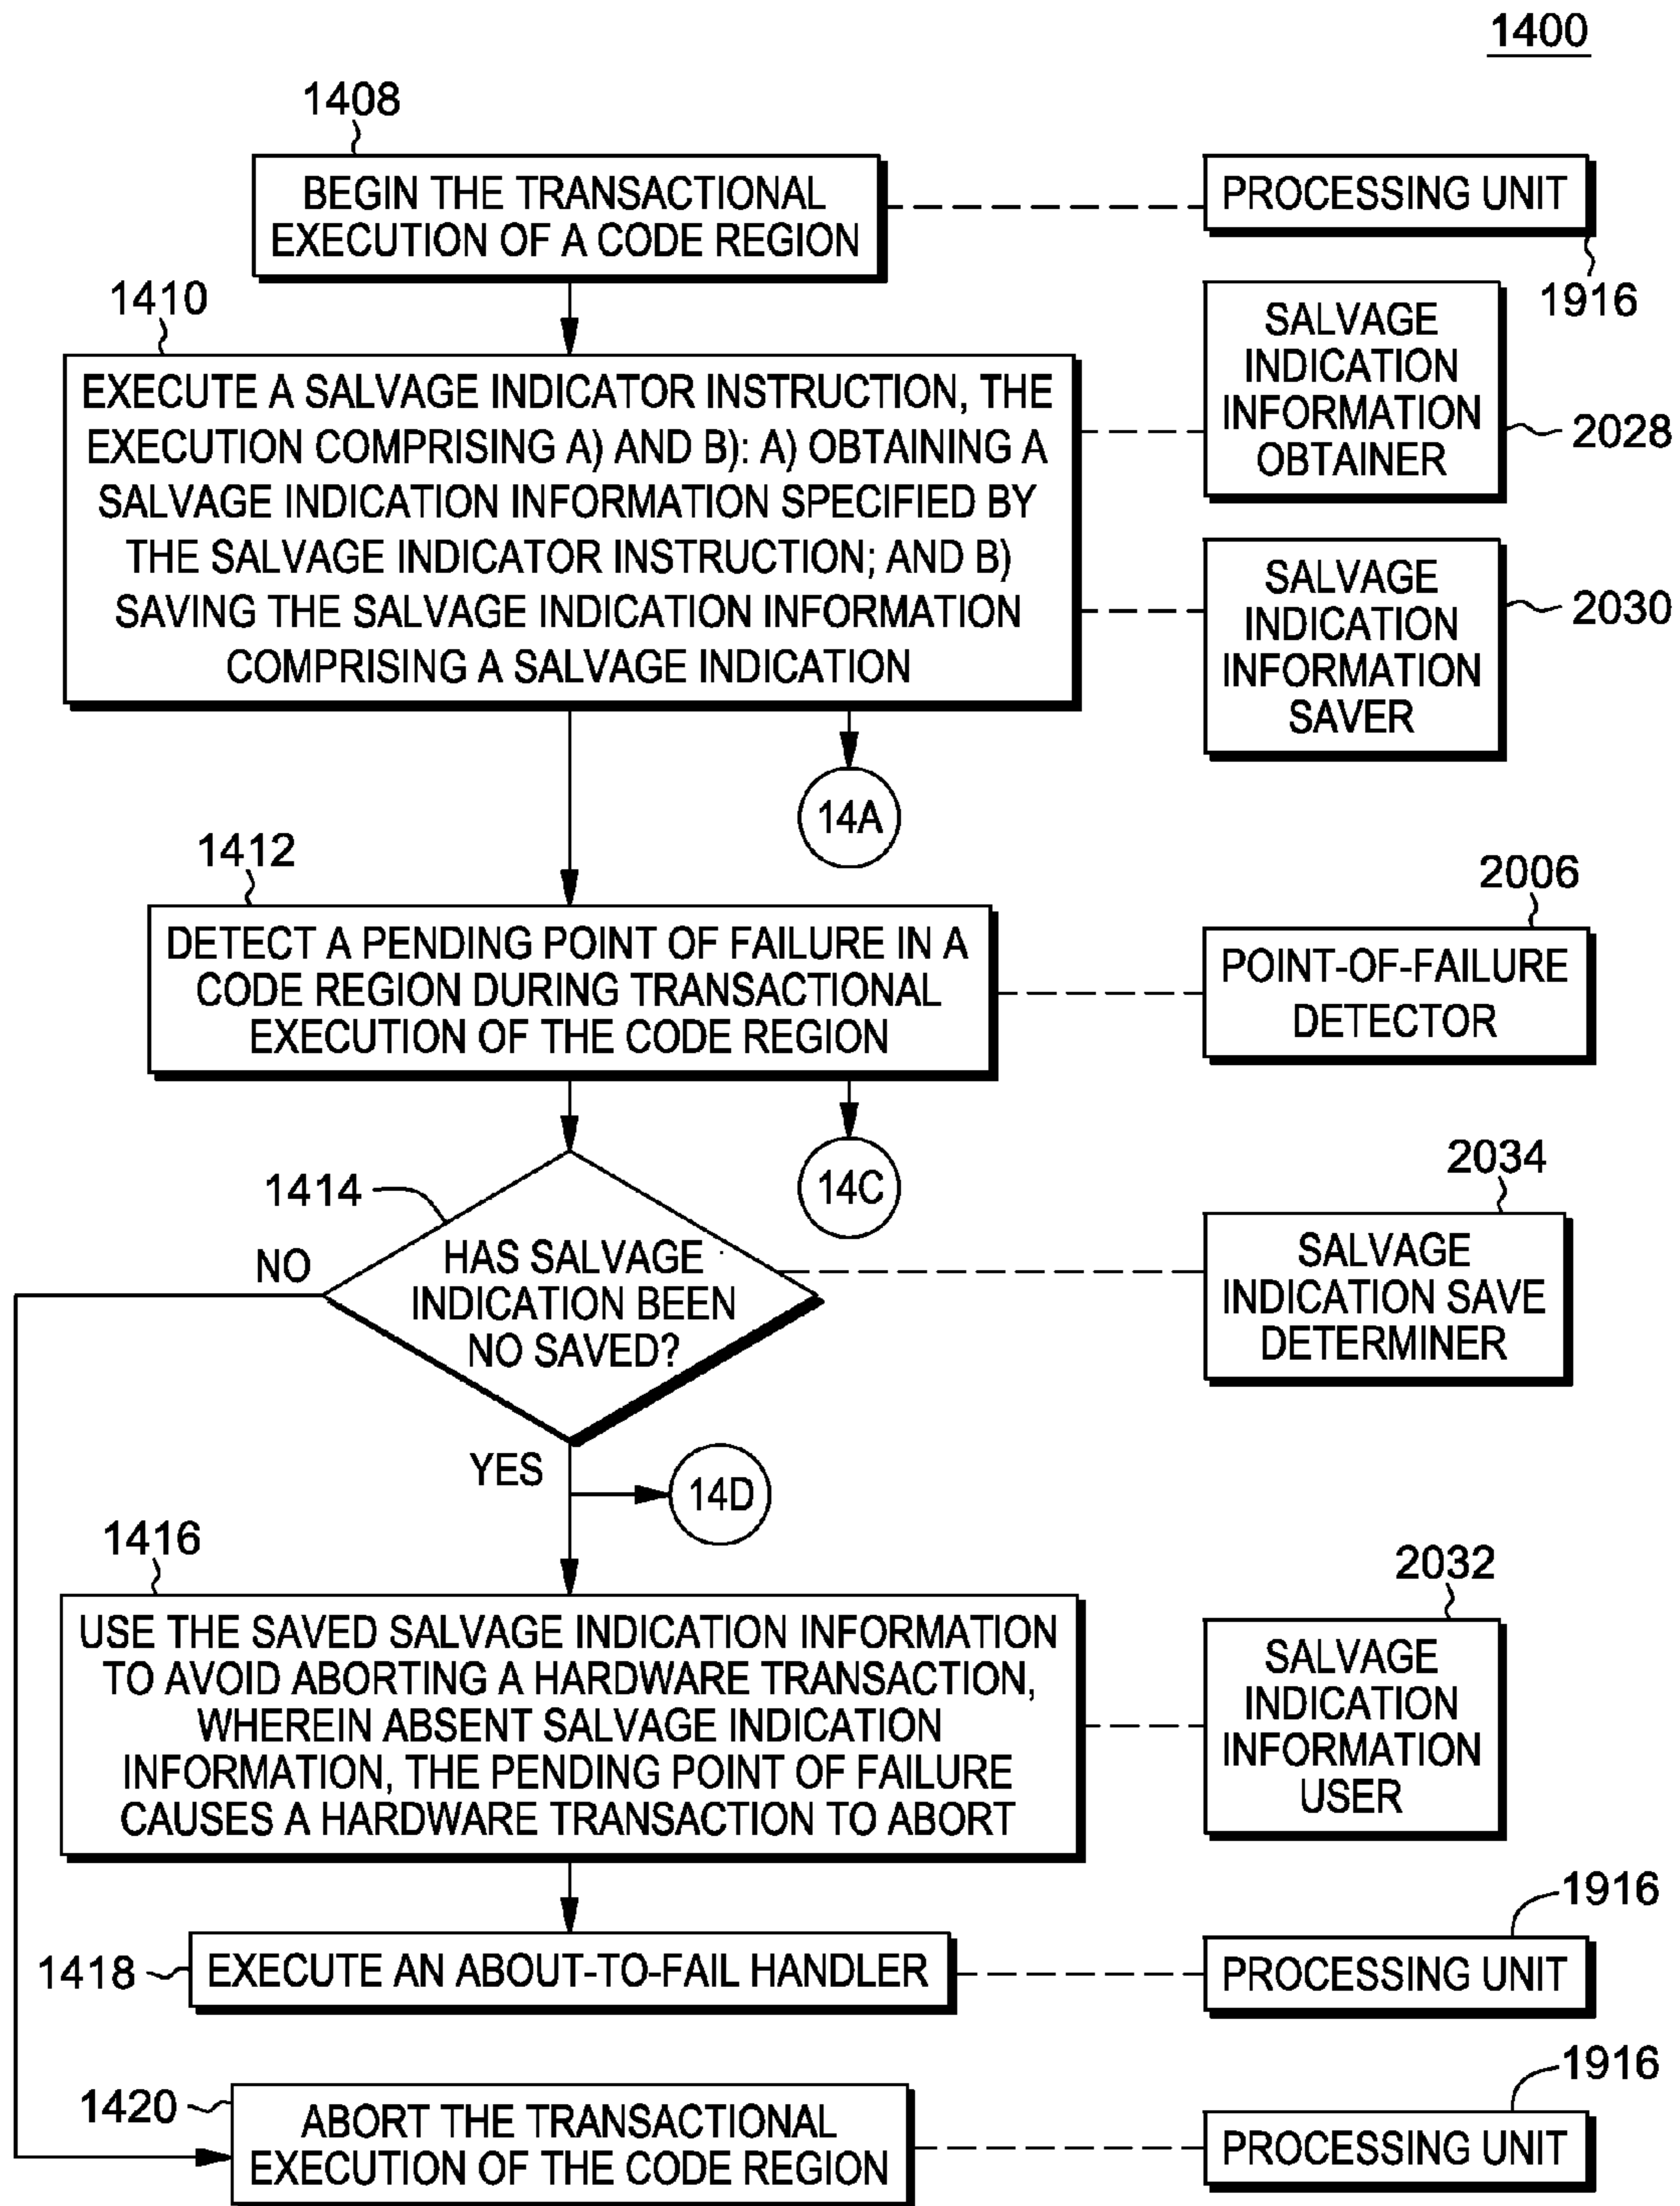 1400
1408
BEGIN THE TRANSACTIONAL
EXECUTION OF A CODE REGION
PROCESSING UNIT
1916
1410
EXECUTE A SALVAGE INDICATOR INSTRUCTION, THE
EXECUTION COMPRISING A) AND B): A) OBTAINING A
SALVAGE INDICATION INFORMATION SPECIFIED BY
THE SALVAGE INDICATOR INSTRUCTION; AND B)
SAVING THE SALVAGE INDICATION INFORMATION
COMPRISING A SALVAGE INDICATION
SALVAGE
INDICATION
INFORMATION
OBTAINER
2028
SALVAGE
INDICATION
INFORMATION
SAVER
2030
14A
1412
DETECT A PENDING POINT OF FAILURE IN A
CODE REGION DURING TRANSACTIONAL
EXECUTION OF THE CODE REGION
2006
POINT-OF-FAILURE
DETECTOR
14C
1414
NO
HAS SALVAGE
INDICATION BEEN
NO SAVED?
2034
SALVAGE
INDICATION SAVE
DETERMINER
YES
14D
1416
USE THE SAVED SALVAGE INDICATION INFORMATION
TO AVOID ABORTING A HARDWARE TRANSACTION,
WHEREIN ABSENT SALVAGE INDICATION
INFORMATION, THE PENDING POINT OF FAILURE
CAUSES A HARDWARE TRANSACTION TO ABORT
2032
SALVAGE
INDICATION
INFORMATION
USER
1418
EXECUTE AN ABOUT-TO-FAIL HANDLER
1916
PROCESSING UNIT
1420
ABORT THE TRANSACTIONAL
EXECUTION OF THE CODE REGION
1916
PROCESSING UNIT